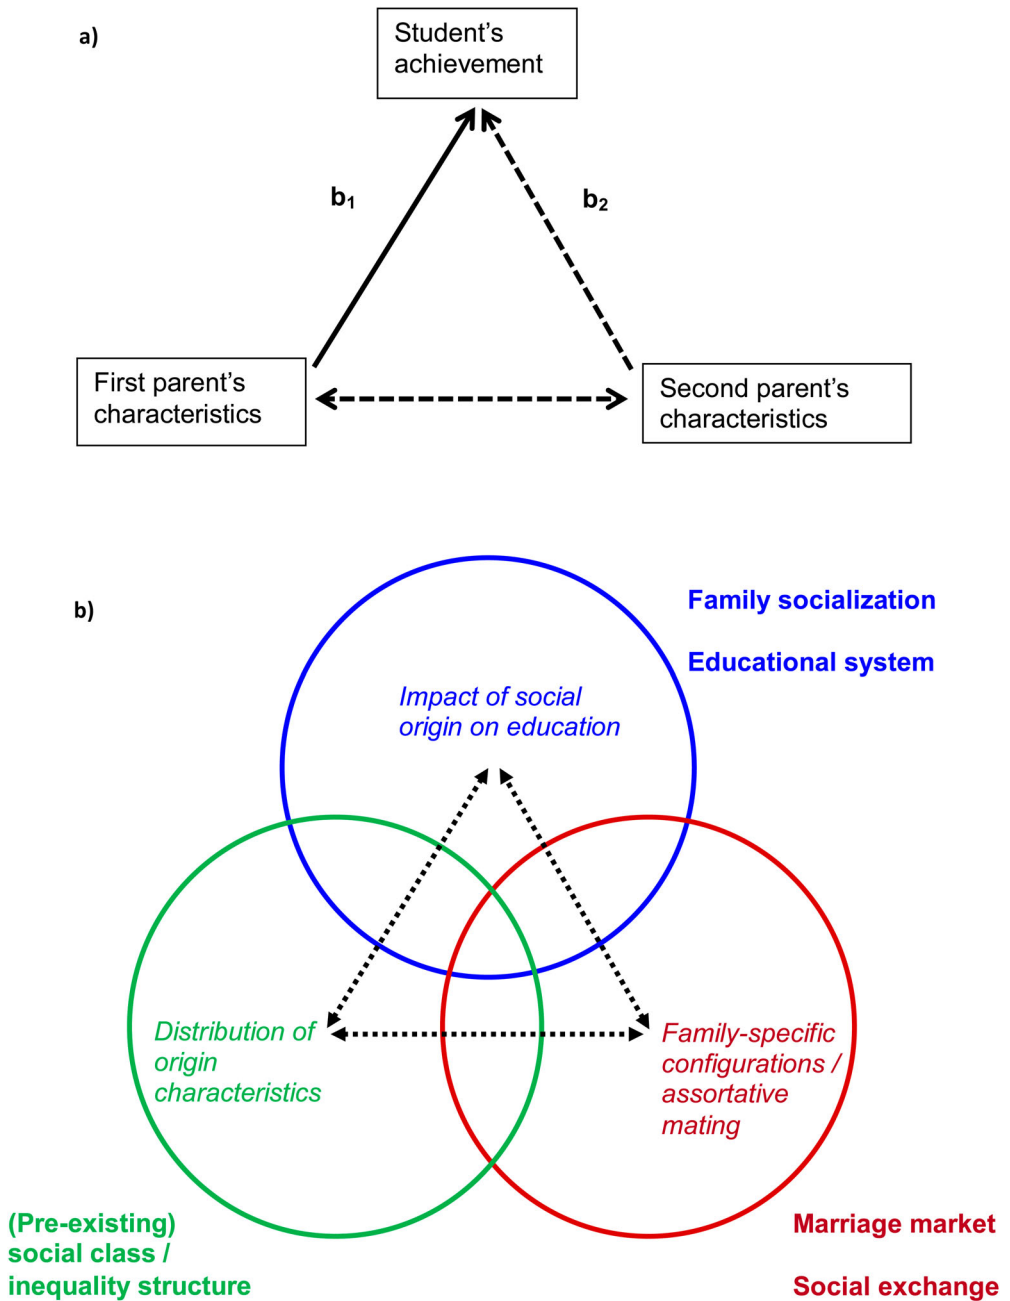 a)
Student's
achievement
b₁
b₂
First parent's
characteristics
Second parent's
characteristics
b)
Family socialization
Educational system
Impact of social
origin on education
Distribution of
origin
characteristics
Family-specific
configurations /
assortative
mating
(Pre-existing)
social class /
inequality structure
Marriage market
Social exchange